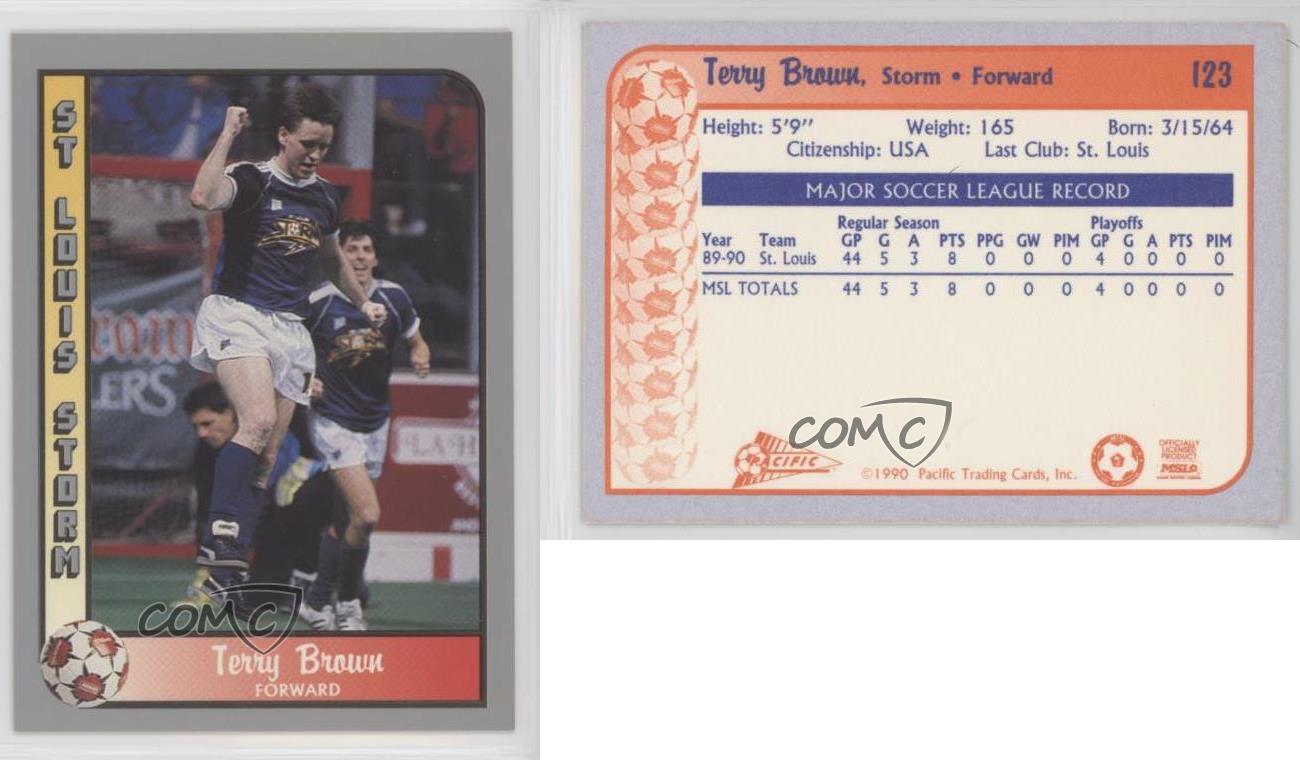 ST LOUIS STORM
STORM
ERS
Terry Brown
FORWARD
COMC
Terry Brown, Storm • Forward 123
Height: 5'9" Weight: 165 Born: 3/15/64
Citizenship: USA Last Club: St. Louis
MAJOR SOCCER LEAGUE RECORD
Regular Season Playoffs
Year Team GP G A PTS PPG GW PIM GP G A PTS PIM
89-90 St. Louis 44 5 3 8 0 0 0 4 0 0 0 0
MSL TOTALS 44 5 3 8 0 0 0 4 0 0 0 0
COMC
PACIFIC
©1990 Pacific Trading Cards, Inc.
OFFICIALLY
LICENSED
PRODUCT
MSL